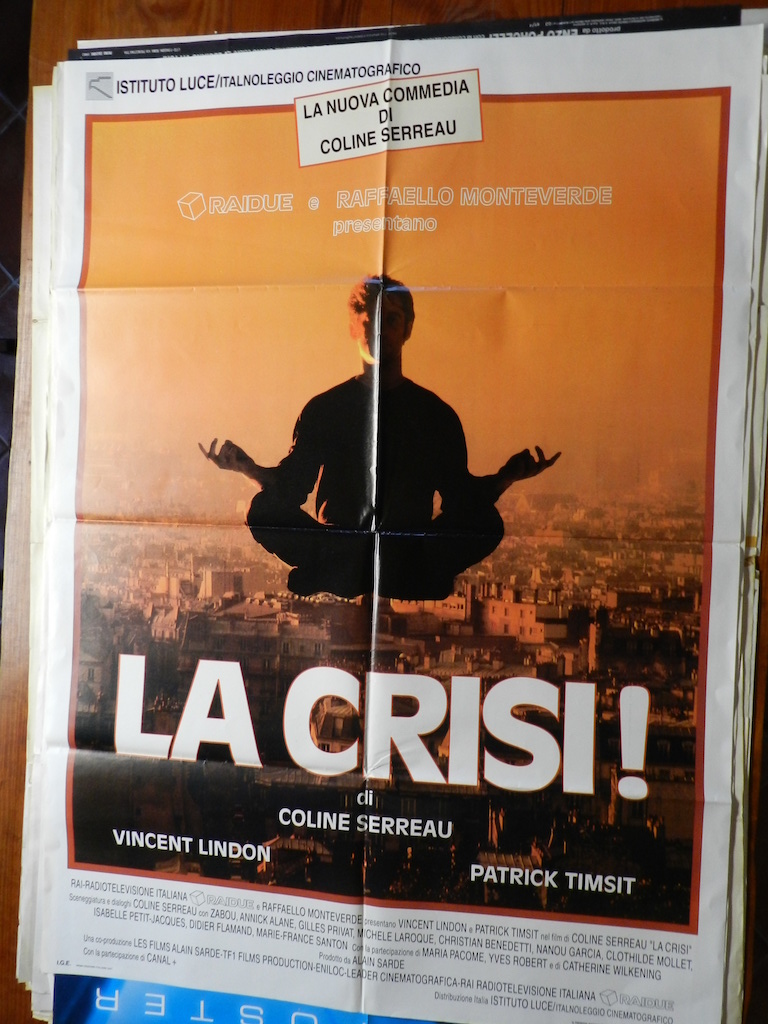 prodotto da ENZO PORCELLI
ISTITUTO LUCE/ITALNOLEGGIO CINEMATOGRAFICO
LA NUOVA COMMEDIA
DI
COLINE SERREAU
RAIDUE e RAFFAELLO MONTEVERDE
presentano
LA CRISI!
di
COLINE SERREAU
VINCENT LINDON
PATRICK TIMSIT
RAI-RADIOTELEVISIONE ITALIANA RAIDUE e RAFFAELLO MONTEVERDE presentano VINCENT LINDON e PATRICK TIMSIT nel film di COLINE SERREAU "LA CRISI"
Sceneggiatura e dialoghi COLINE SERREAU con ZABOU, ANNICK ALANE, GILLES PRIVAT, MICHELE LAROQUE, CHRISTIAN BENEDETTI, NANOU GARCIA, CLOTHILDE MOLLET,
ISABELLE PETIT-JACQUES, DIDIER FLAMAND, MARIE-FRANCE SANTON Con la partecipazione di MARIA PACOME, YVES ROBERT e di CATHERINE WILKENING
Prodotto da ALAIN SARDE
Una co-produzione LES FILMS ALAIN SARDE-TF1 FILMS PRODUCTION-ENILOC-LEADER CINEMATOGRAFICA-RAI RADIOTELEVISIONE ITALIANA RAIDUE
Con la partecipazione di CANAL +
Distribuzione Italia ISTITUTO LUCE/ITALNOLEGGIO CINEMATOGRAFICO
I.G.E.
OSTER